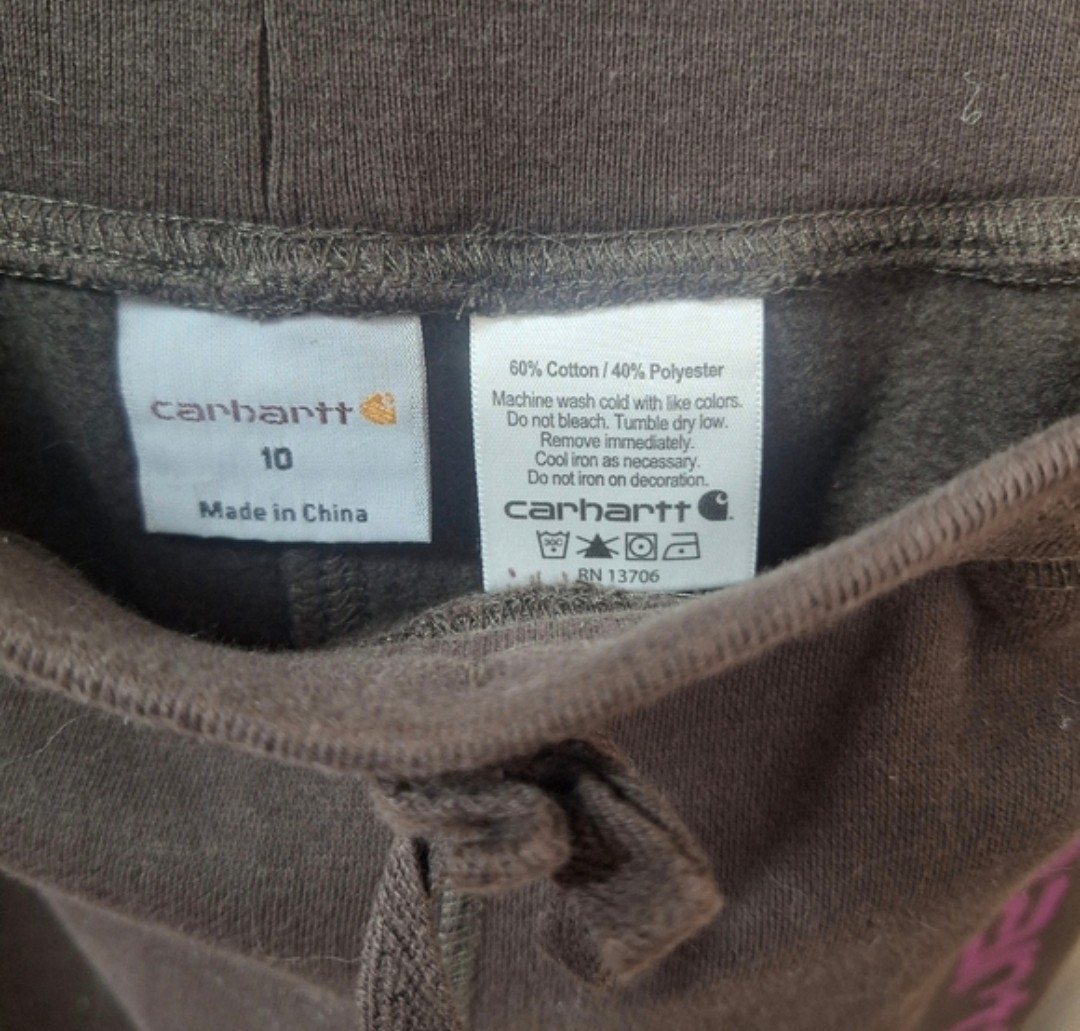 carhartt
10
Made in China
60% Cotton / 40% Polyester
Machine wash cold with like colors.
Do not bleach. Tumble dry low.
Remove immediately.
Cool iron as necessary.
Do not iron on decoration.
carhartt
30C
RN 13706